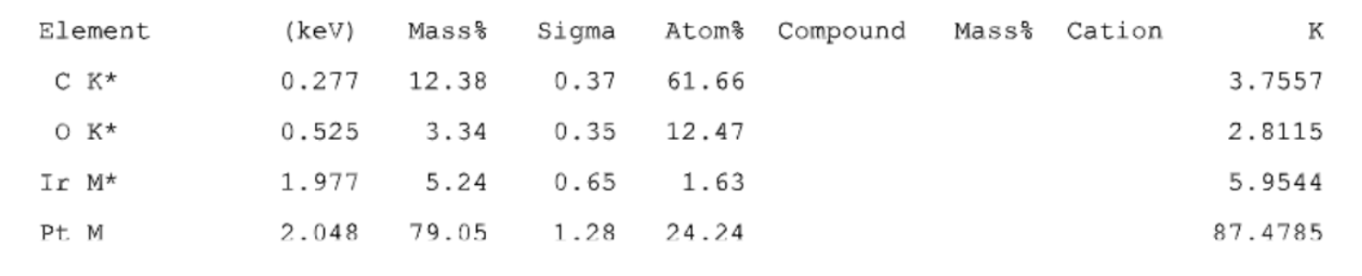 Element (keV) Mass% Sigma Atom% Compound Mass% Cation K
C K* 0.277 12.38 0.37 61.66 3.7557
O K* 0.525 3.34 0.35 12.47 2.8115
Ir M* 1.977 5.24 0.65 1.63 5.9544
Pt M 2.048 79.05 1.28 24.24 87.4785